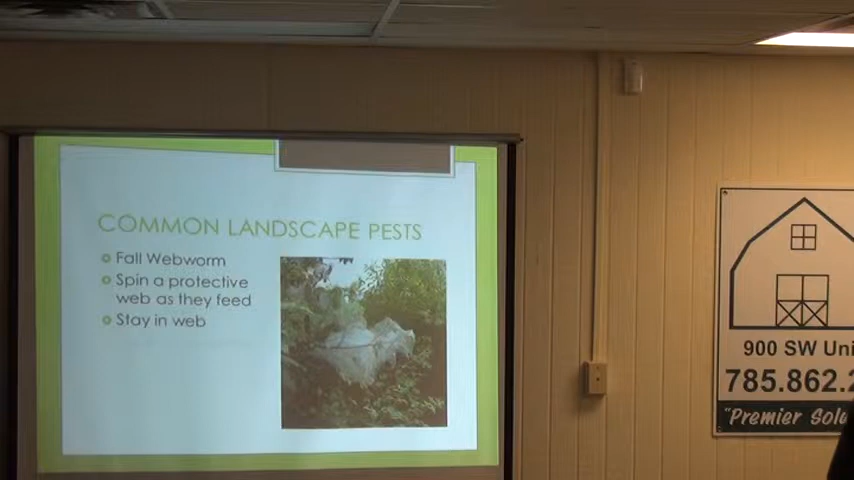 COMMON LANDSCAPE PESTS
Fall Webworm
Spin a protective
web as they feed
Stay in web
900 SW Uni
785.862.2
"Premier Sole